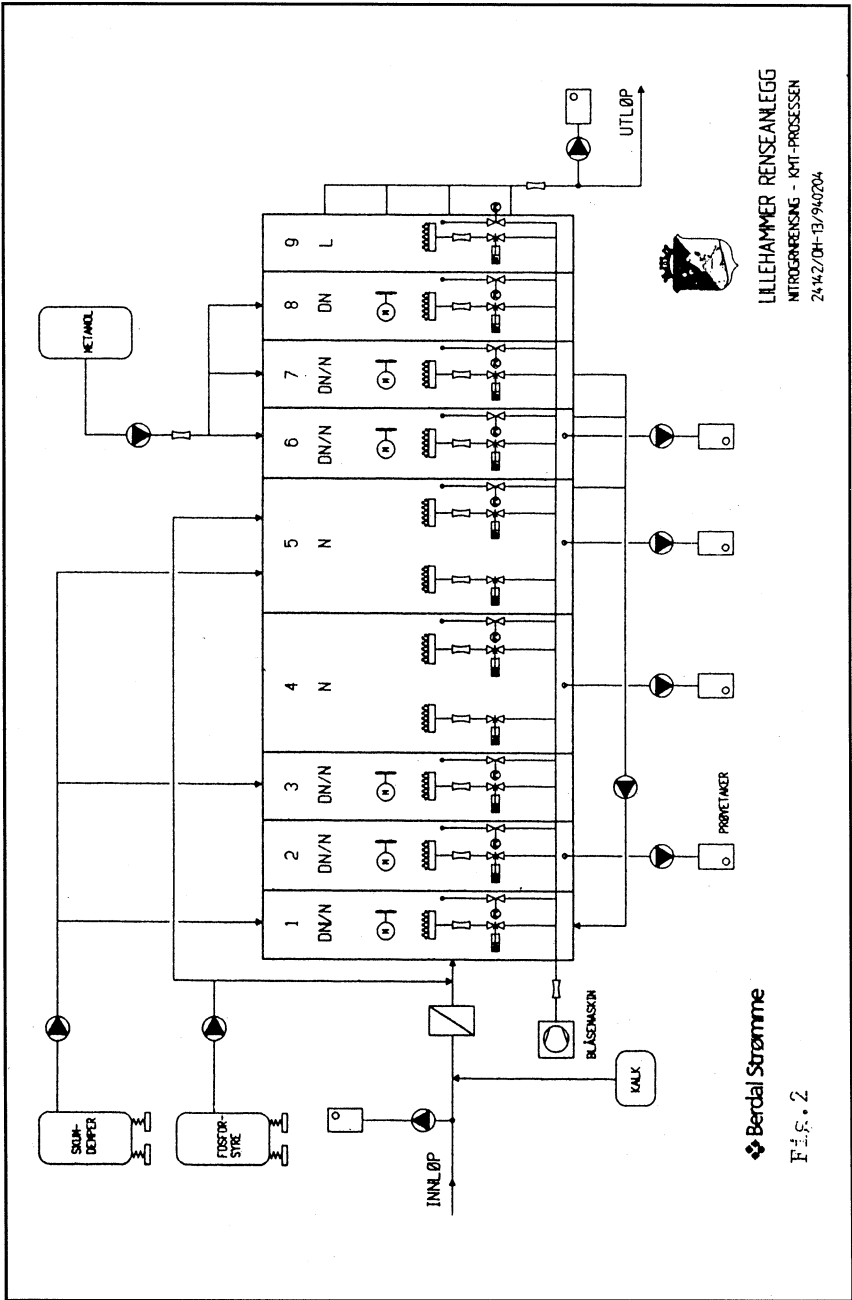 METANOL
SKUM-
DEMPER
FOSFOR-
SYRE
INNLØP
KALK
BLÅSEMASKIN
1
DN/N
2
DN/N
3
DN/N
4
N
5
N
6
DN/N
7
DN/N
8
DN
9
L
M
M
M
M
M
M
PRØVETAKER
UTLØP
LILLEHAMMER RENSEANLEGG
NITROGENRENSING - KMT-PROSESSEN
24142/OH-13/940204
Berdal Strømme
Fig. 2